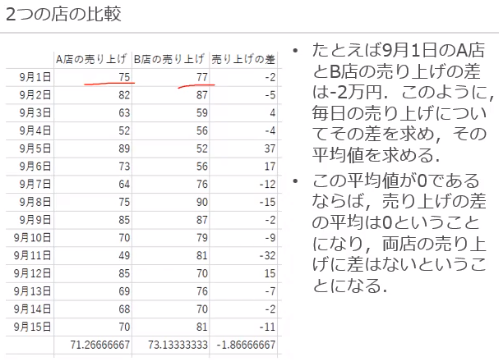 2つの店の比較
A店の売り上げ B店の売り上げ 売り上げの差
9月1日 75 77 -2
9月2日 82 87 -5
9月3日 63 59 4
9月4日 52 56 -4
9月5日 89 52 37
9月6日 73 56 17
9月7日 64 76 -12
9月8日 75 90 -15
9月9日 85 87 -2
9月10日 70 79 -9
9月11日 49 81 -32
9月12日 85 70 15
9月13日 69 76 -7
9月14日 68 70 -2
9月15日 70 81 -11
71.26666667 73.13333333 -1.86666667
• たとえば9月1日のA店
とB店の売り上げの差
は-2万円．このように，
毎日の売り上げについ
てその差を求め，その
平均値を求める．
• この平均値が0である
ならば，売り上げの差
の平均は0ということ
になり，両店の売り上
げに差はないというこ
とになる．